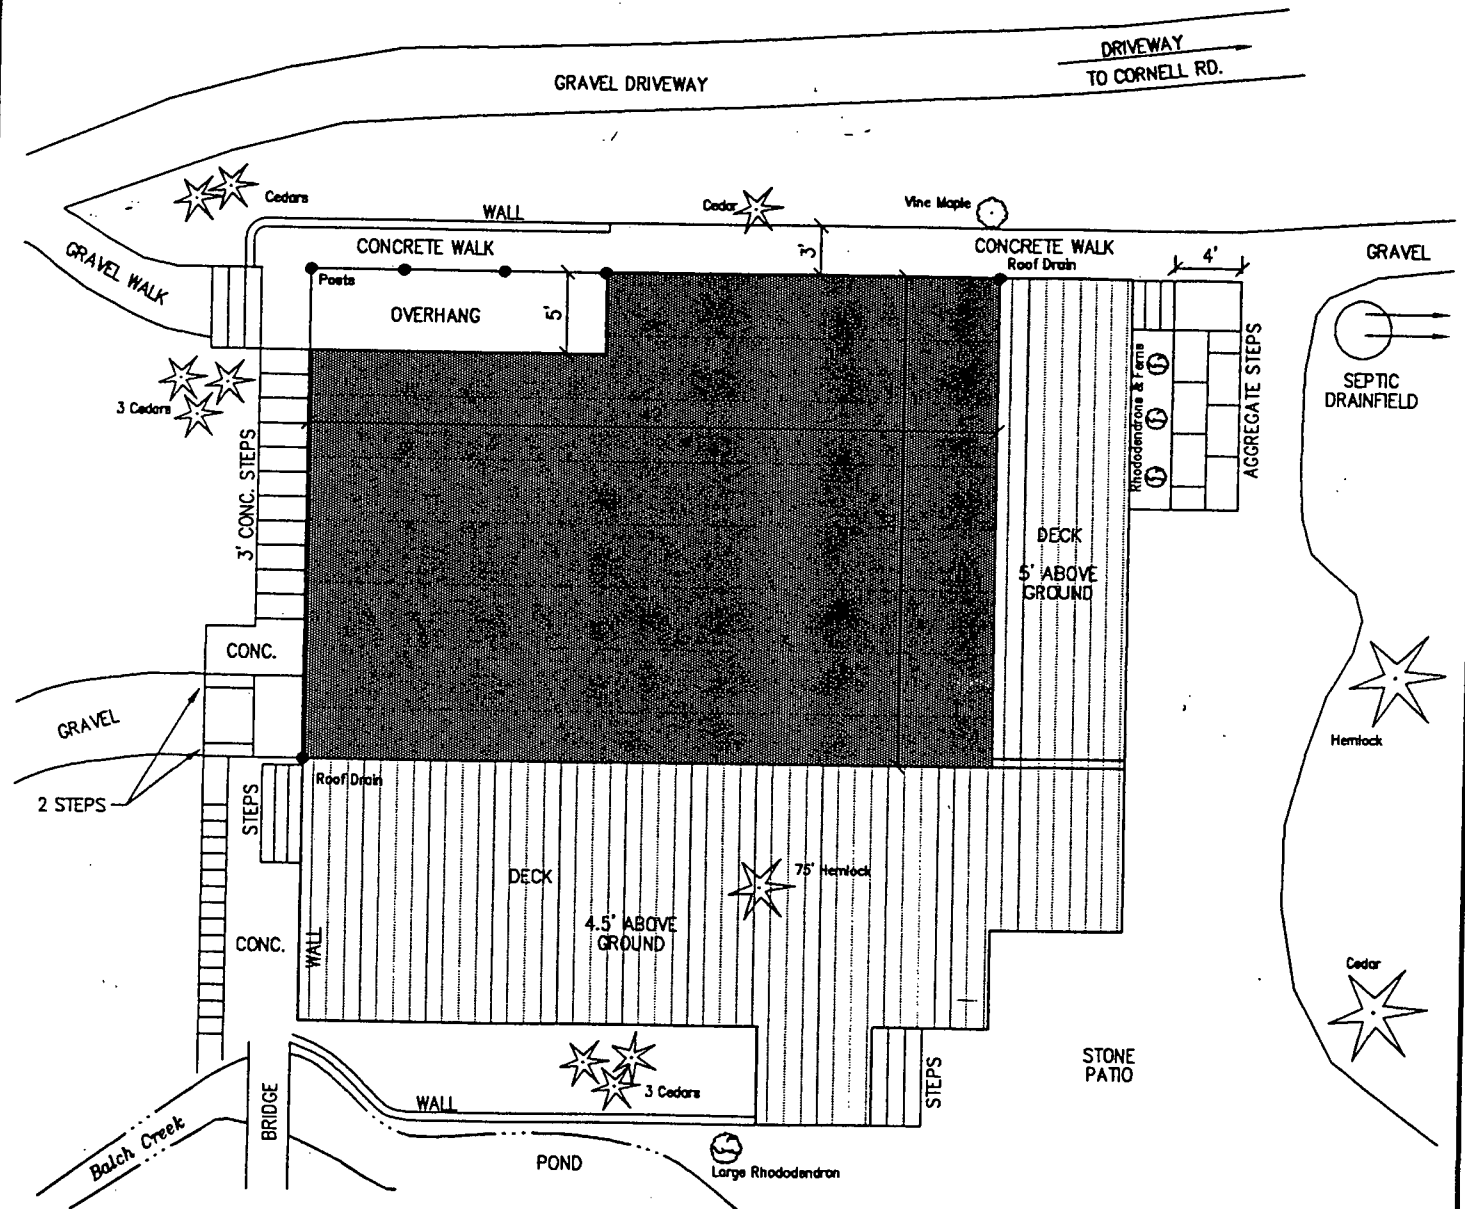 DRIVEWAY
TO CORNELL RD.
GRAVEL DRIVEWAY
Cedars
WALL
Cedar
Vine Maple
CONCRETE WALK
3'
CONCRETE WALK
Roof Drain
4'
GRAVEL
GRAVEL WALK
Posts
OVERHANG
5'
3 Cedars
Rhododendrons & Ferns
AGGREGATE STEPS
SEPTIC
DRAINFIELD
3' CONC. STEPS
DECK
5' ABOVE
GROUND
CONC.
GRAVEL
Hemlock
2 STEPS
STEPS
Roof Drain
DECK
75' Hemlock
4.5' ABOVE
GROUND
CONC.
WALL
Cedar
STONE
PATIO
STEPS
3 Cedars
WALL
BRIDGE
Balch Creek
POND
Large Rhododendron